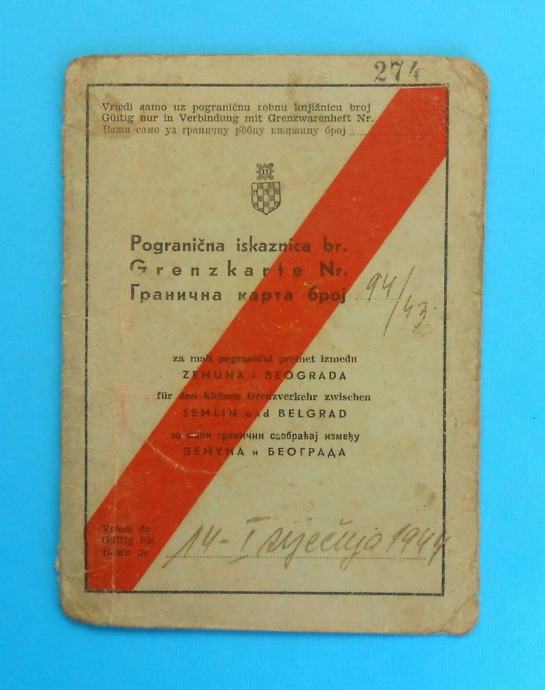 274
Vriedi samo uz pograničnu robnu knjižnicu broj
Gültig nur in Verbindung mit Grenzwarenheft Nr.
Важи само уз граничну робну књижицу број
Pogranična iskaznica br.
Grenzkarte Nr.
Гранична карта број
94/43
za mali pogranični promet između
ZEMUNA i BEOGRADA
für den kleinen Grenzverkehr zwischen
SEMLIN und BELGRAD
за мали гранични саобраћај између
ЗЕМУНА и БЕОГРАДА
Vriedi do
Gültig bis
Важи до
14 - I siječnja 1944